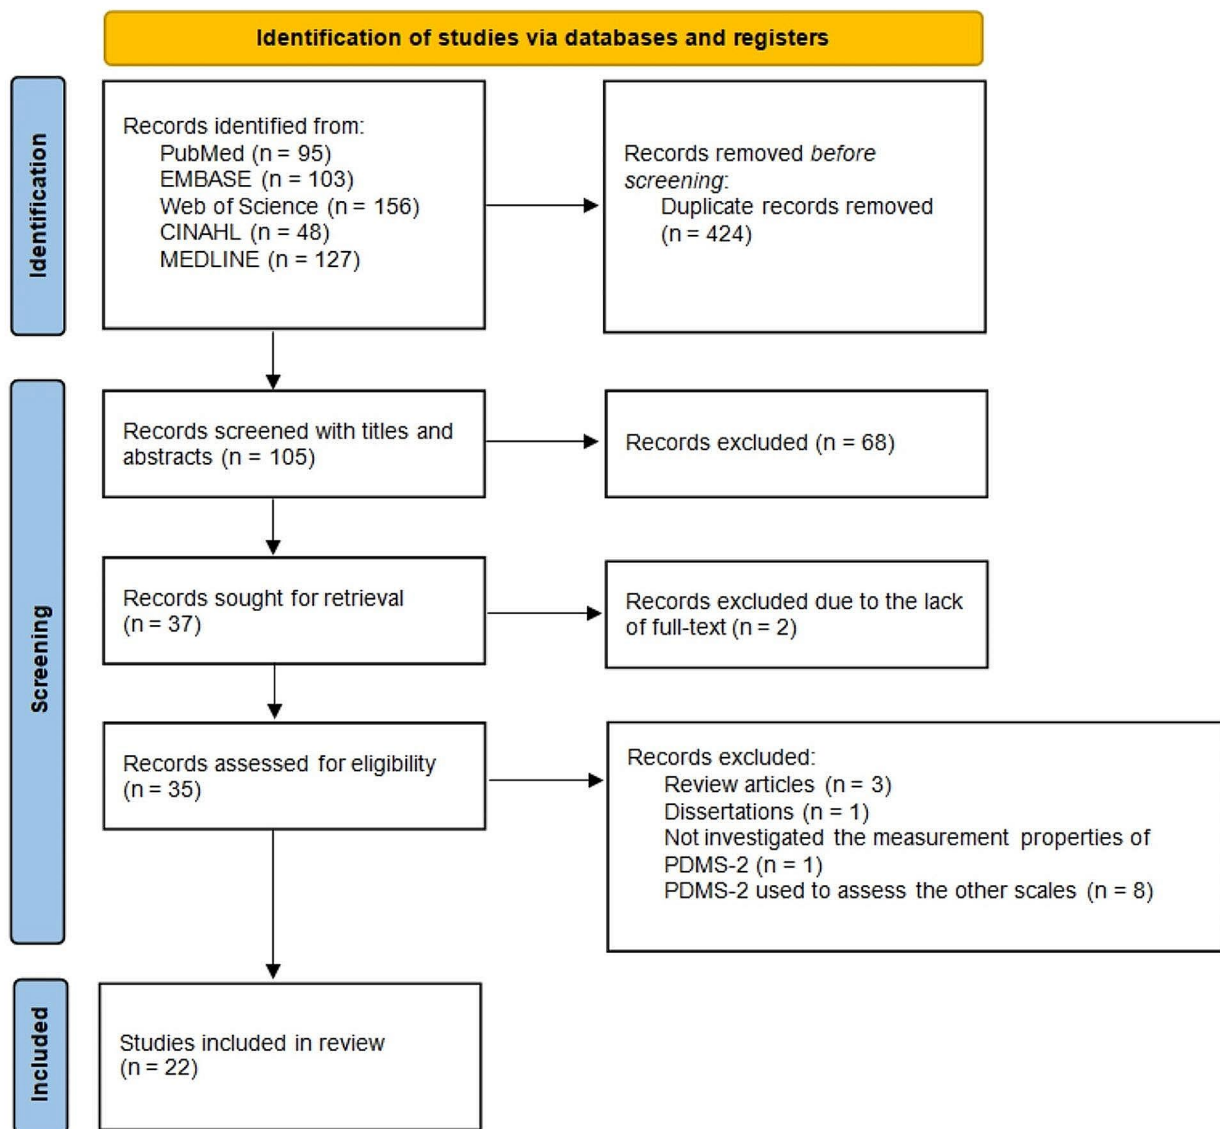 Identification of studies via databases and registers
Identification
Records identified from:
PubMed (n = 95)
EMBASE (n = 103)
Web of Science (n = 156)
CINAHL (n = 48)
MEDLINE (n = 127)
Records removed before
screening:
Duplicate records removed
(n = 424)
Screening
Records screened with titles and
abstracts (n = 105)
Records excluded (n = 68)
Records sought for retrieval
(n = 37)
Records excluded due to the lack
of full-text (n = 2)
Records assessed for eligibility
(n = 35)
Records excluded:
Review articles (n = 3)
Dissertations (n = 1)
Not investigated the measurement properties of
PDMS-2 (n = 1)
PDMS-2 used to assess the other scales (n = 8)
Included
Studies included in review
(n = 22)